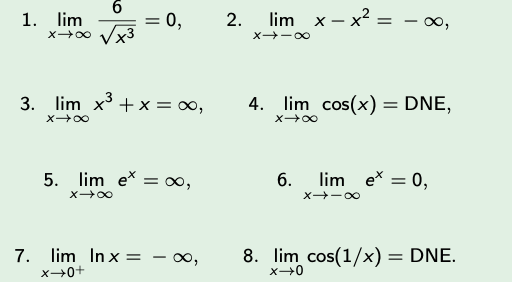 1. lim x→∞ 6/√x³ = 0, 2. lim x→−∞ x − x² = − ∞,
3. lim x→∞ x³ + x = ∞, 4. lim x→∞ cos(x) = DNE,
5. lim x→∞ eˣ = ∞, 6. lim x→−∞ eˣ = 0,
7. lim x→0⁺ ln x = − ∞, 8. lim x→0 cos(1/x) = DNE.